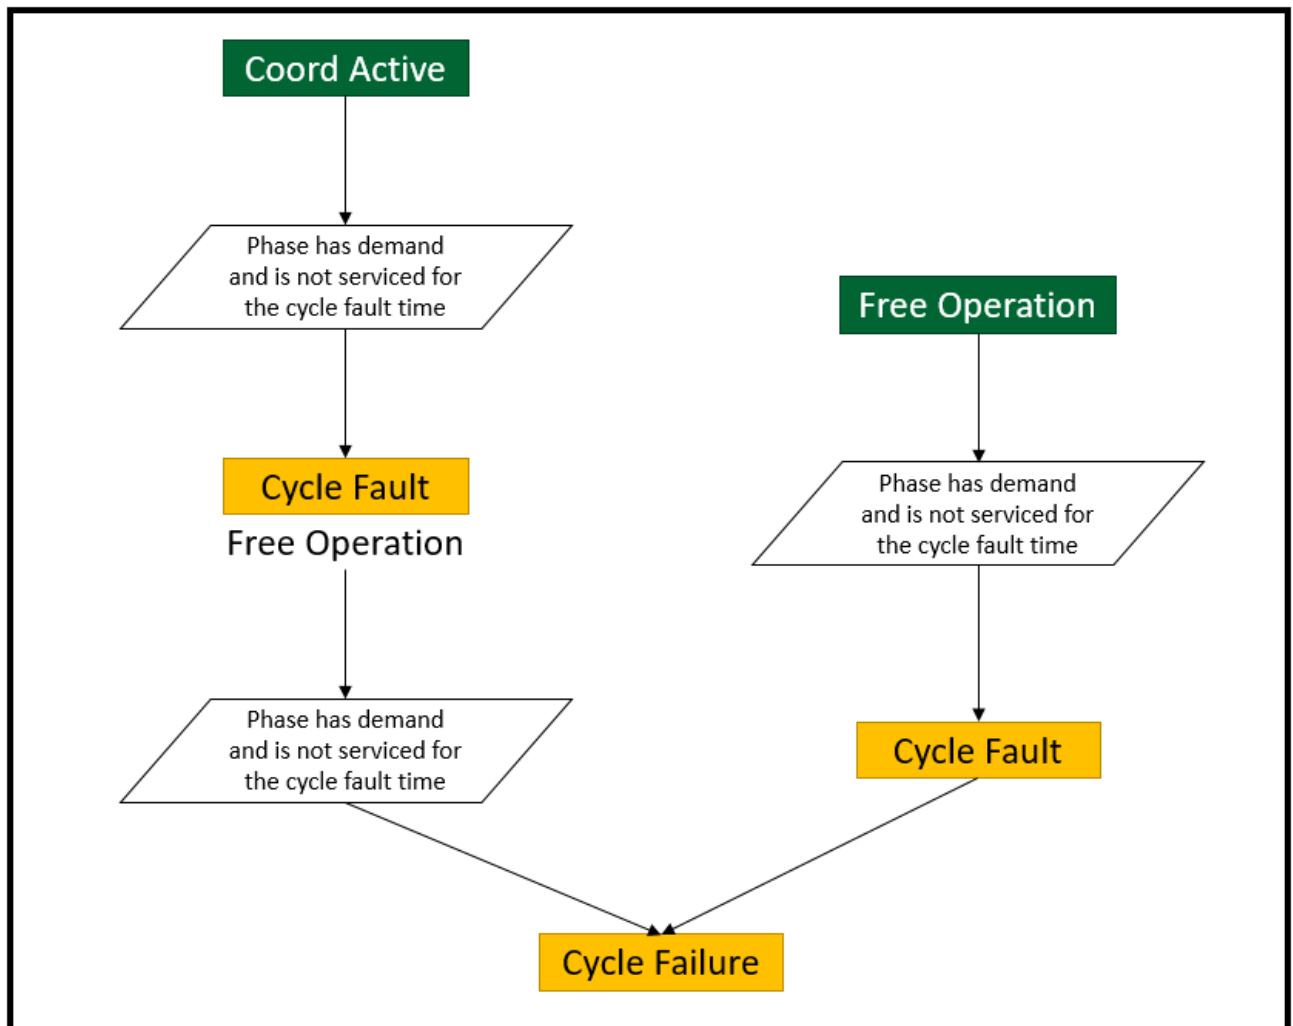 Coord Active
Phase has demand
and is not serviced for
the cycle fault time
Cycle Fault
Free Operation
Phase has demand
and is not serviced for
the cycle fault time
Free Operation
Phase has demand
and is not serviced for
the cycle fault time
Cycle Fault
Cycle Failure